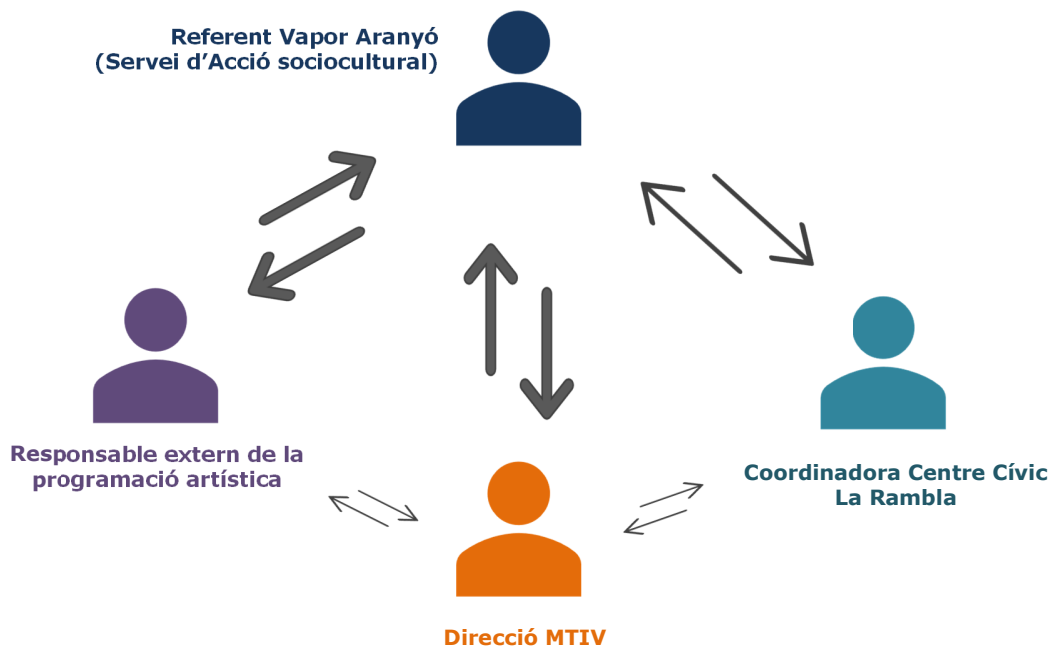 Referent Vapor Aranyó
(Servei d’Acció sociocultural)
Responsable extern de la
programació artística
Coordinadora Centre Cívic
La Rambla
Direcció MTIV